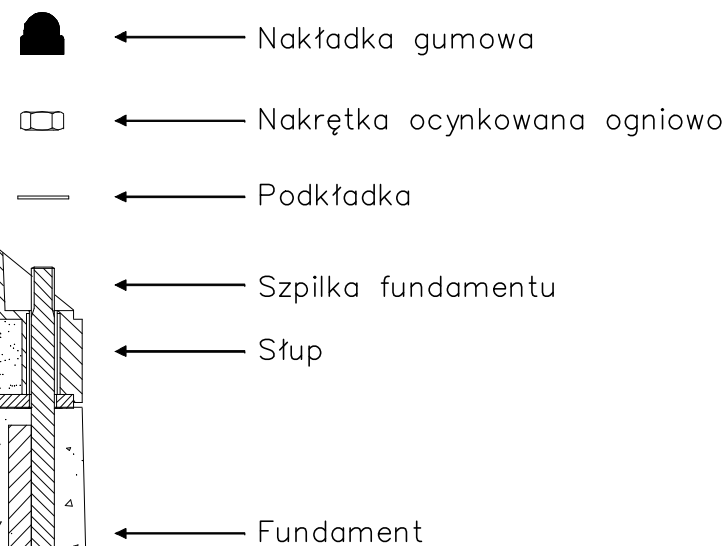 Nakładka gumowa
Nakrętka ocynkowana ogniowo
Podkładka
Szpilka fundamentu
Słup
Fundament